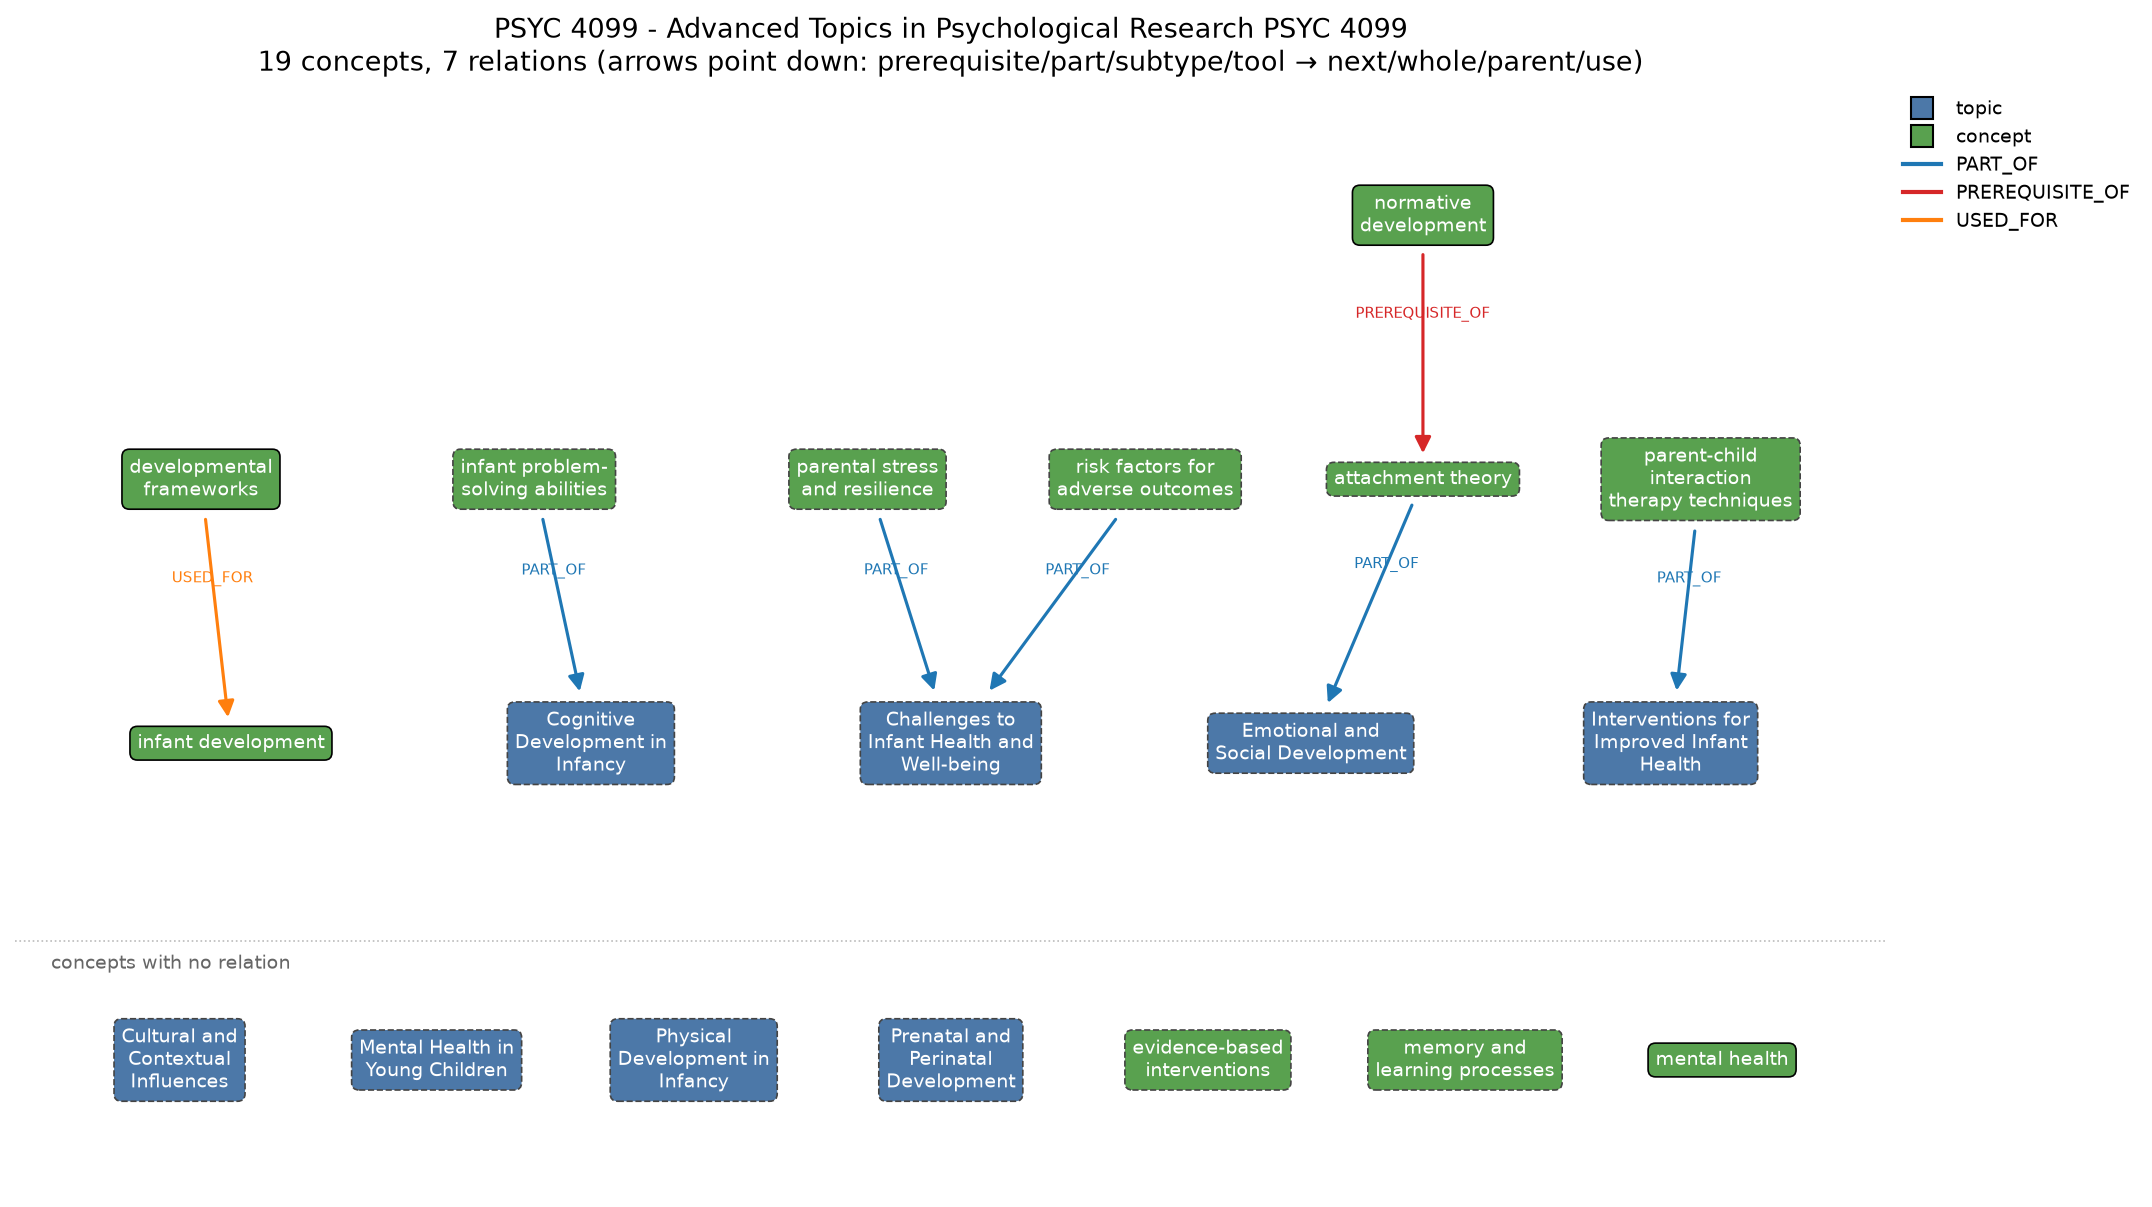 PSYC 4099 - Advanced Topics in Psychological Research PSYC 4099
19 concepts, 7 relations (arrows point down: prerequisite/part/subtype/tool → next/whole/parent/use)
topic
concept
PART_OF
PREREQUISITE_OF
USED_FOR
normative
development
PREREQUISITE_OF
developmental
frameworks
infant problem-
solving abilities
parental stress
and resilience
risk factors for
adverse outcomes
attachment theory
parent-child
interaction
therapy techniques
USED_FOR
PART_OF
PART_OF
PART_OF
PART_OF
PART_OF
infant development
Cognitive
Development in
Infancy
Challenges to
Infant Health and
Well-being
Emotional and
Social Development
Interventions for
Improved Infant
Health
concepts with no relation
Cultural and
Contextual
Influences
Mental Health in
Young Children
Physical
Development in
Infancy
Prenatal and
Perinatal
Development
evidence-based
interventions
memory and
learning processes
mental health